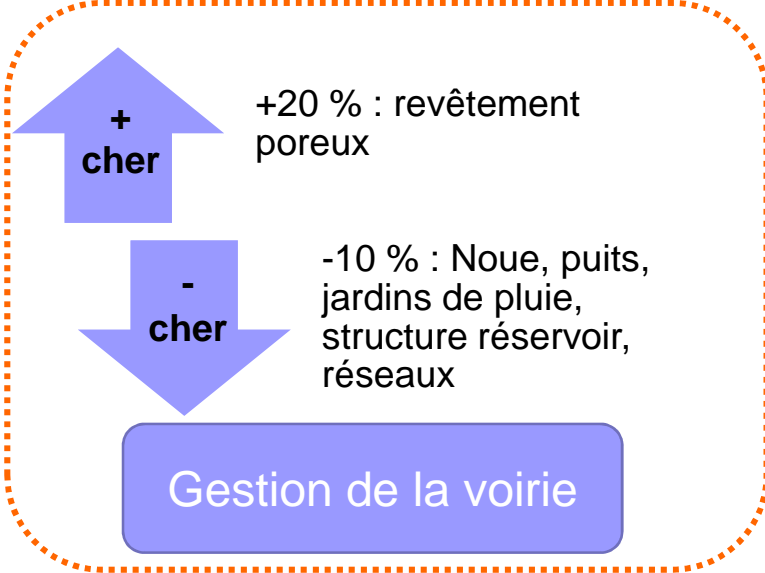 +
cher
+20 % : revêtement
poreux
-
cher
-10 % : Noue, puits,
jardins de pluie,
structure réservoir,
réseaux
Gestion de la voirie